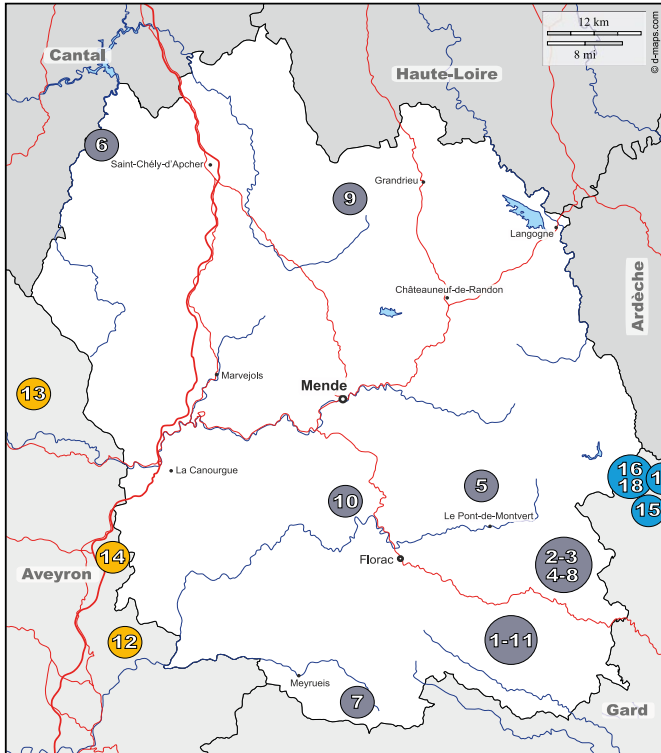 12 km
8 mi
© d-maps.com
Cantal
Haute-Loire
6
Saint-Chély-d'Apcher
Grandrieu
9
Langogne
Ardèche
Châteauneuf-de-Randon
Marvejols
13
Mende
La Canourgue
16
18
1
15
5
10
Le Pont-de-Montvert
14
Florac
Aveyron
2-3
4-8
12
1-11
Meyrueis
7
Gard